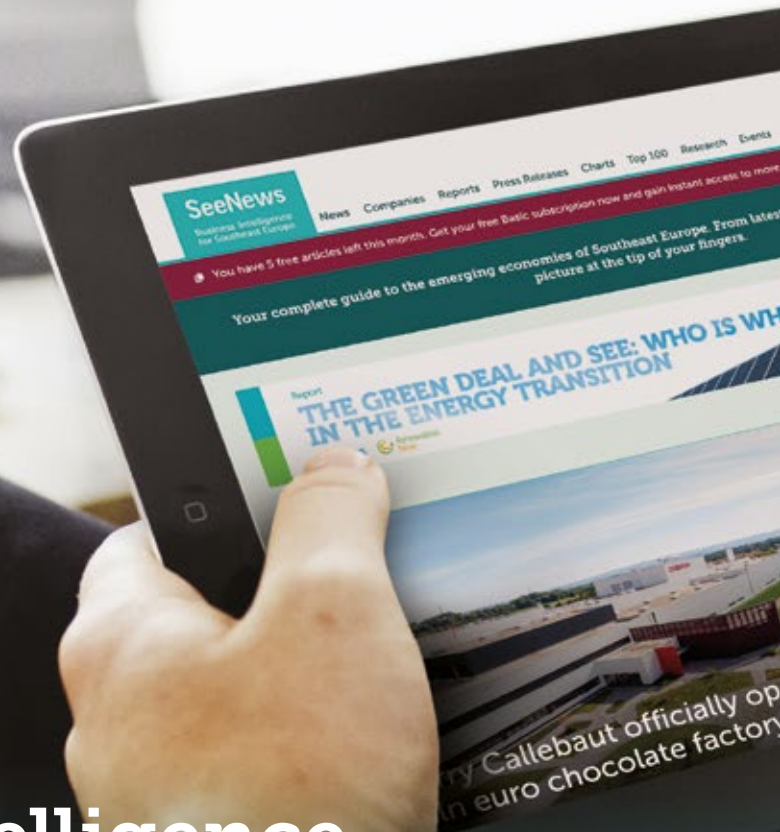 SeeNews
Business Intelligence
for Southeast Europe
News Companies Reports Press Releases Charts Top 100 Research Events
You have 5 free articles left this month. Get your free Basic subscription now and gain instant access to more
Your complete guide to the emerging economies of Southeast Europe. From late
picture at the tip of your fingers.
Report
THE GREEN DEAL AND SEE: WHO IS WH
IN THE ENERGY TRANSITION
ry Callebaut officially op
n euro chocolate factory
elligence